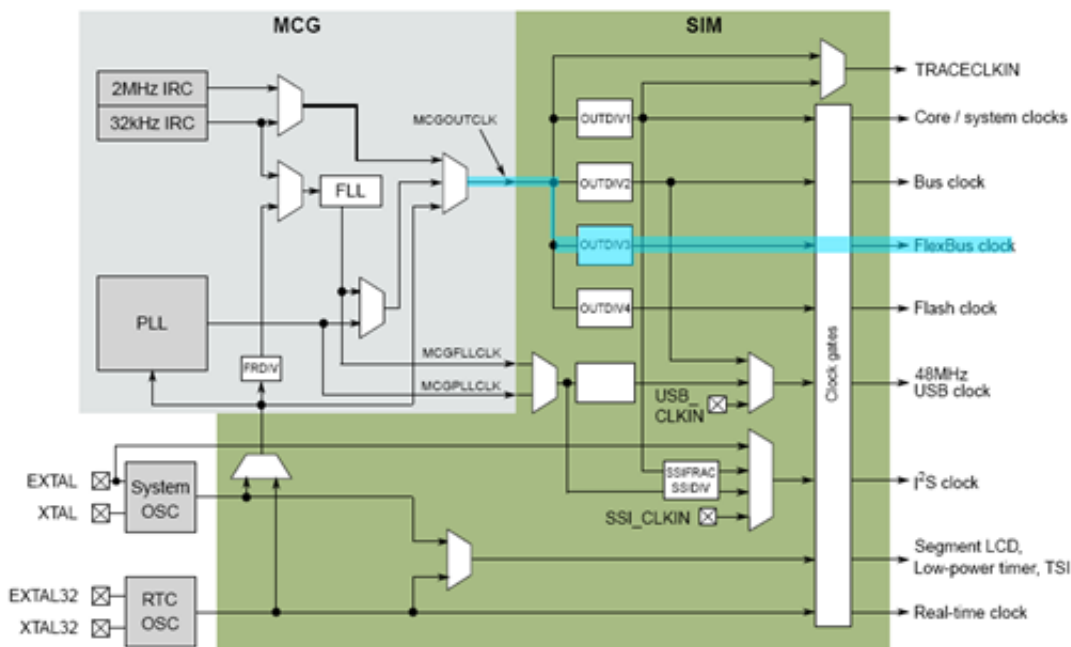 MCG
SIM
2MHz IRC
32kHz IRC
FLL
PLL
FRDIV
MCGOUTCLK
MCGFLLCLK
MCGPLLCLK
OUTDIV1
OUTDIV2
OUTDIV3
OUTDIV4
USB_
CLKIN
SSIFRAC
SSIDIV
SSI_CLKIN
Clock gates
TRACECLKIN
Core / system clocks
Bus clock
FlexBus clock
Flash clock
48MHz
USB clock
I²S clock
Segment LCD,
Low-power timer, TSI
Real-time clock
EXTAL
XTAL
System
OSC
EXTAL32
XTAL32
RTC
OSC